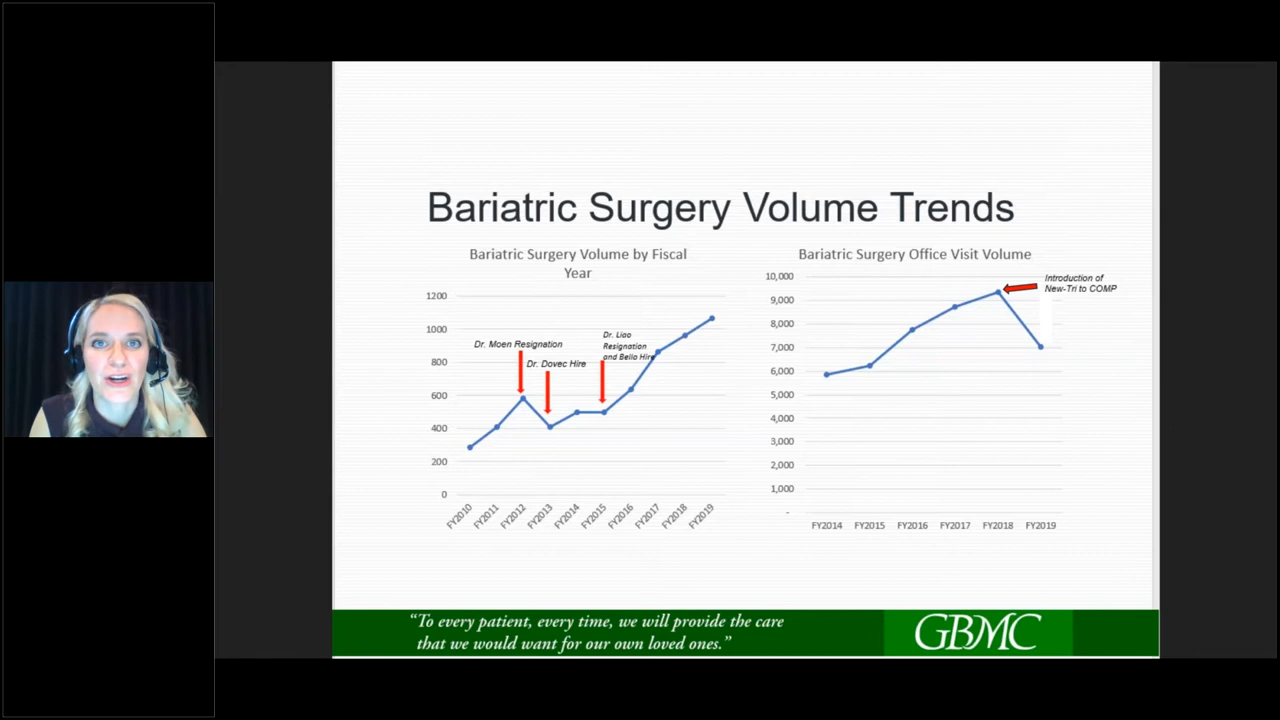 Bariatric Surgery Volume Trends
Bariatric Surgery Volume by Fiscal
Year
1200
1000
800
600
400
200
0
Dr. Moen Resignation
Dr. Dovec Hire
Dr. Liao
Resignation
and Bello Hire
FY2010
FY2011
FY2012
FY2013
FY2014
FY2015
FY2016
FY2017
FY2018
FY2019
Bariatric Surgery Office Visit Volume
10,000
9,000
8,000
7,000
6,000
5,000
4,000
3,000
2,000
1,000
-
Introduction of
New-Tri to COMP
FY2014
FY2015
FY2016
FY2017
FY2018
FY2019
“To every patient, every time, we will provide the care
that we would want for our own loved ones.”
GBMC